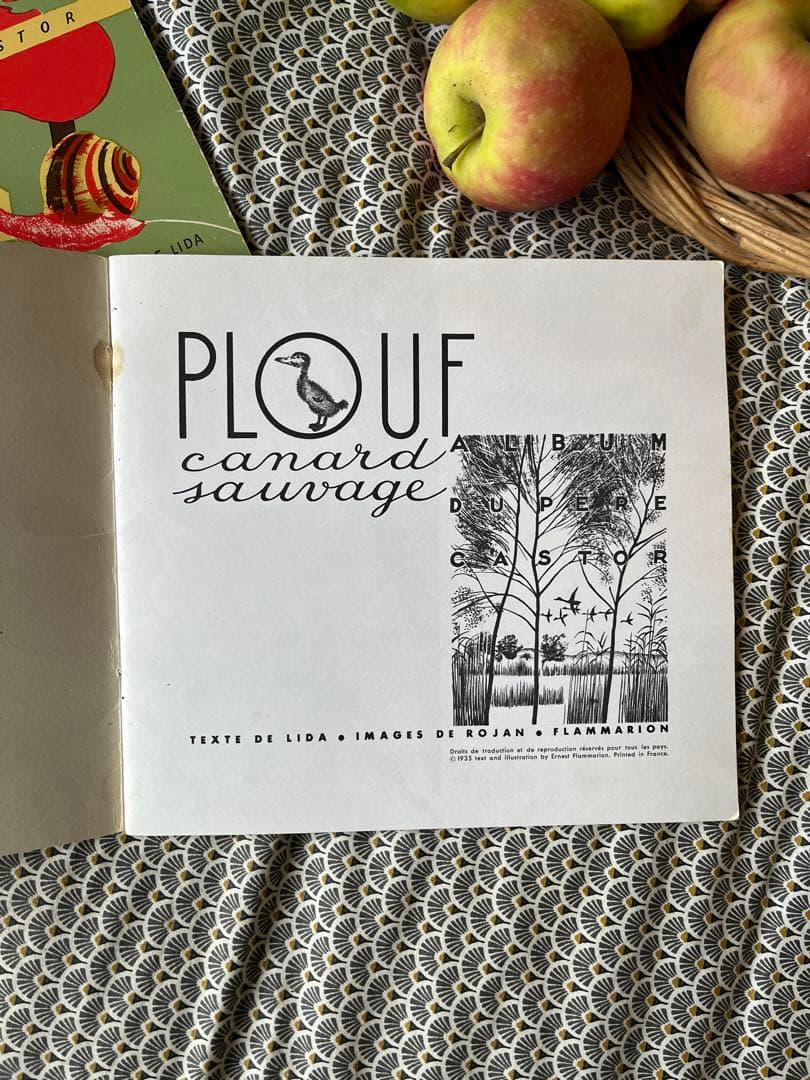 STOR
LIDA
PLOUF
canard
sauvage
ALBUM
DU PERE
CASTOR
TEXTE DE LIDA • IMAGES DE ROJAN • FLAMMARION
Droits de traduction et de reproduction réservés pour tous les pays.
© 1935 text and illustration by Ernest Flammarion. Printed in France.